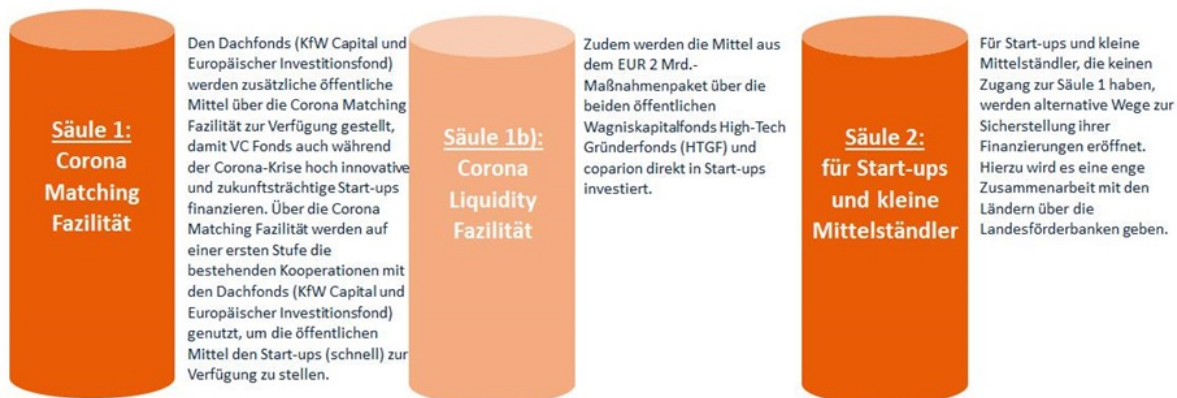 Säule 1:
Corona
Matching
Fazilität
Den Dachfonds (KfW Capital und
Europäischer Investitionsfond)
werden zusätzliche öffentliche
Mittel über die Corona Matching
Fazilität zur Verfügung gestellt,
damit VC Fonds auch während
der Corona-Krise hoch innovative
und zukunftsträchtige Start-ups
finanzieren. Über die Corona
Matching Fazilität werden auf
einer ersten Stufe die
bestehenden Kooperationen mit
den Dachfonds (KfW Capital und
Europäischer Investitionsfond)
genutzt, um die öffentlichen
Mittel den Start-ups (schnell) zur
Verfügung zu stellen.
Säule 1b):
Corona
Liquidity
Fazilität
Zudem werden die Mittel aus
dem EUR 2 Mrd.-
Maßnahmenpaket über die
beiden öffentlichen
Wagniskapitalfonds High-Tech
Gründerfonds (HTGF) und
coparion direkt in Start-ups
investiert.
Säule 2:
für Start-ups
und kleine
Mittelständler
Für Start-ups und kleine
Mittelständler, die keinen
Zugang zur Säule 1 haben,
werden alternative Wege zur
Sicherstellung ihrer
Finanzierungen eröffnet.
Hierzu wird es eine enge
Zusammenarbeit mit den
Ländern über die
Landesförderbanken geben.